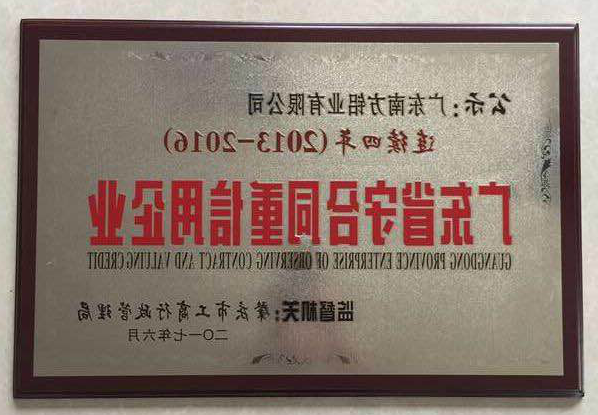 公示:广东南方铝业有限公司
连续四年(2013-2016)
广东省守合同重信用企业
GUANGDONG PROVINCE ENTERPRISE OF OBSERVING CONTRACT AND VALUING CREDIT
监督机关:肇庆市工商行政管理局
二〇一七年六月